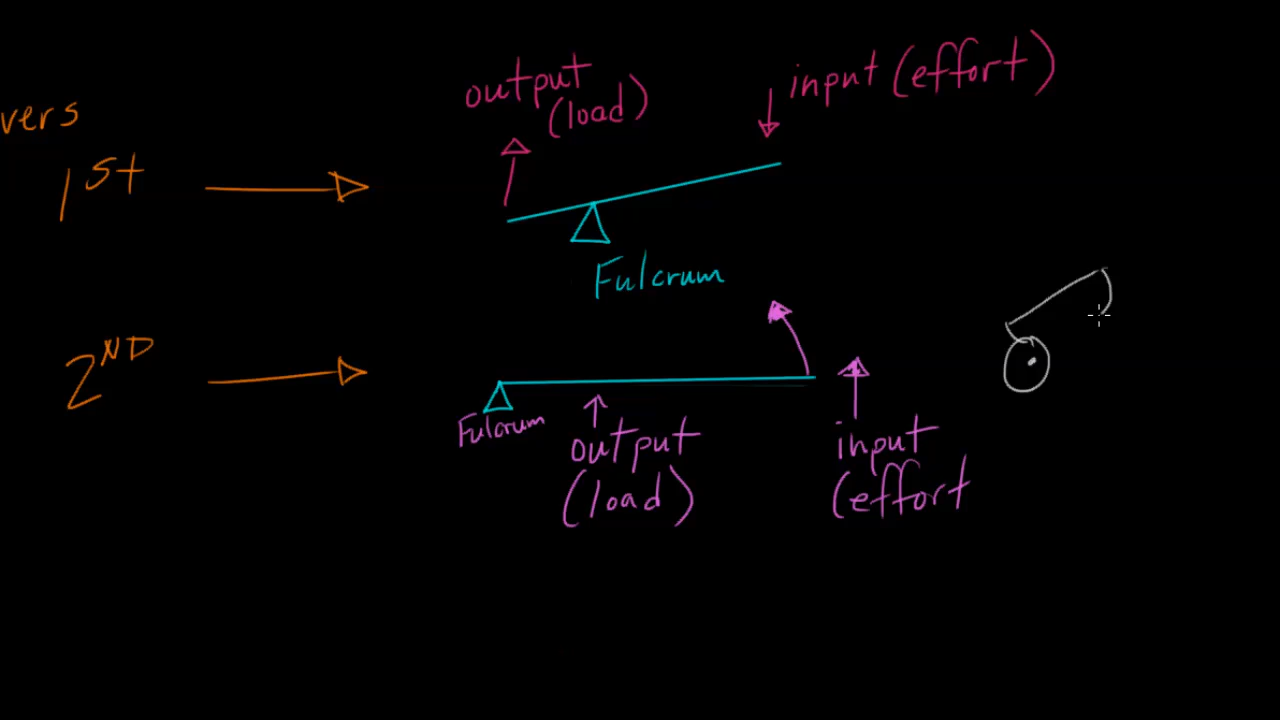 output
(load)
input (effort)
vers
1ST
Fulcrum
2ND
Fulcrum
output
(load)
input
(effort